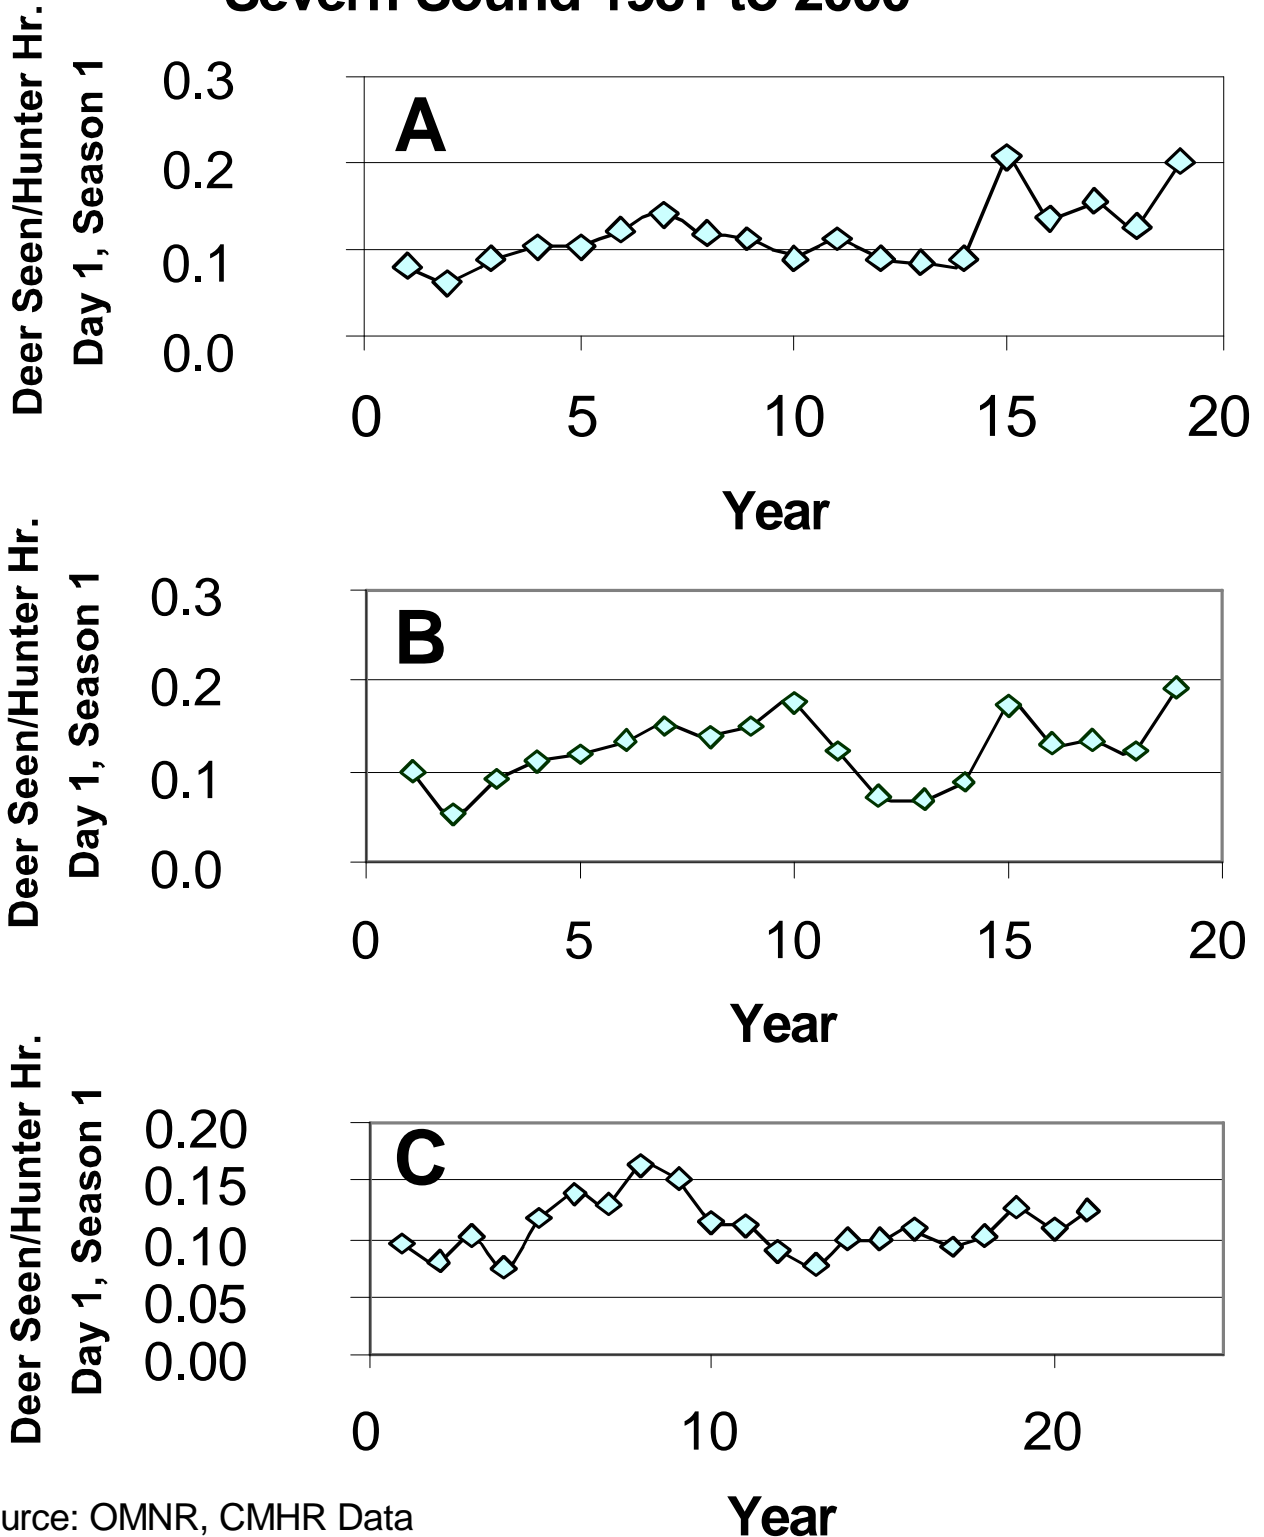 Severn Sound 1981 to 2000
Deer Seen/Hunter Hr.
Day 1, Season 1
0.3
0.2
0.1
0.0
A
0 5 10 15 20
Year
Deer Seen/Hunter Hr.
Day 1, Season 1
0.3
0.2
0.1
0.0
B
0 5 10 15 20
Year
Deer Seen/Hunter Hr.
Day 1, Season 1
0.20
0.15
0.10
0.05
0.00
C
0 10 20
Year
urce: OMNR, CMHR Data